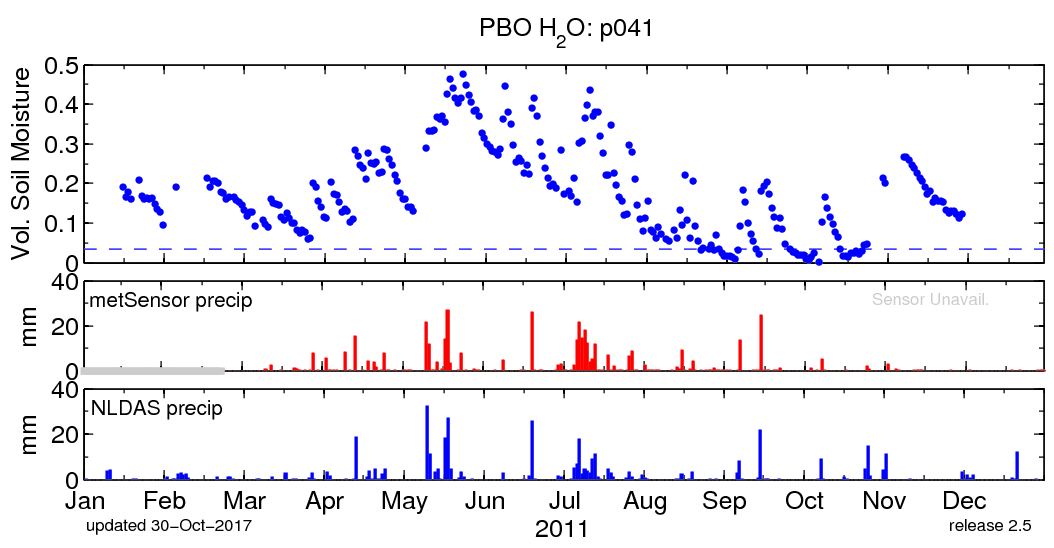 PBO H2O: p041
Vol. Soil Moisture
0.5
0.4
0.3
0.2
0.1
0
metSensor precip
Sensor Unavail.
mm
40
20
0
NLDAS precip
mm
40
20
0
Jan Feb Mar Apr May Jun Jul Aug Sep Oct Nov Dec
updated 30−Oct−2017 2011 release 2.5